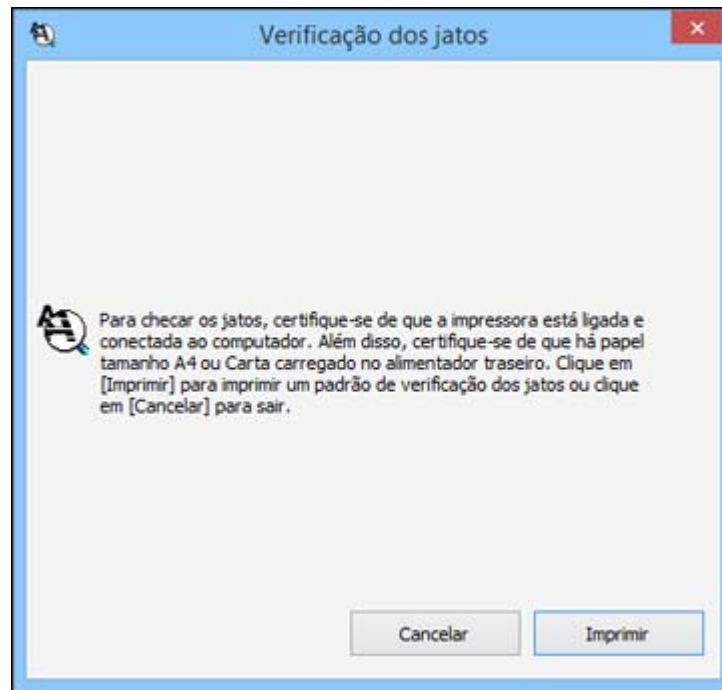 Verificação dos jatos
Para checar os jatos, certifique-se de que a impressora está ligada e
conectada ao computador. Além disso, certifique-se de que há papel
tamanho A4 ou Carta carregado no alimentador traseiro. Clique em
[Imprimir] para imprimir um padrão de verificação dos jatos ou clique
em [Cancelar] para sair.
Cancelar
Imprimir